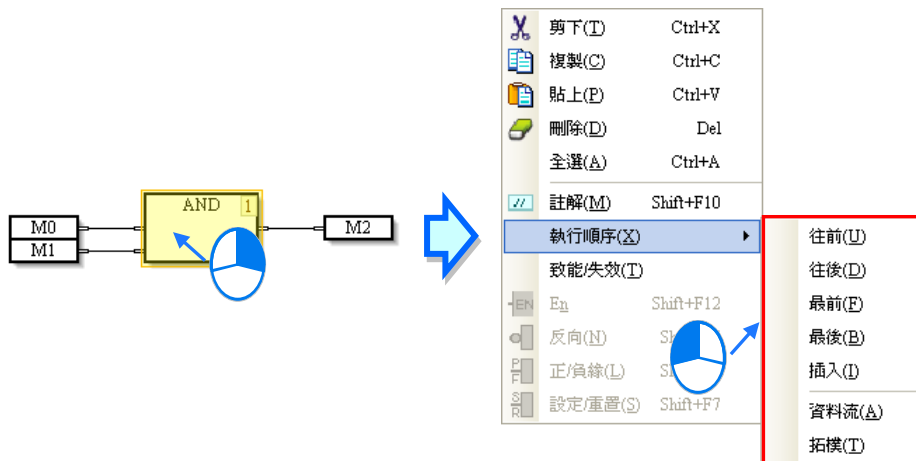 AND 1
M0
M1
M2
剪下(T) Ctrl+X
複製(C) Ctrl+C
貼上(P) Ctrl+V
刪除(D) Del
全選(A) Ctrl+A
註解(M) Shift+F10
執行順序(X)
致能/失效(T)
EN En Shift+F12
反向(N)
P F 正/負緣(L)
S R 設定/重置(S) Shift+F7
往前(U)
往後(D)
最前(F)
最後(B)
插入(I)
資料流(A)
拓樸(T)